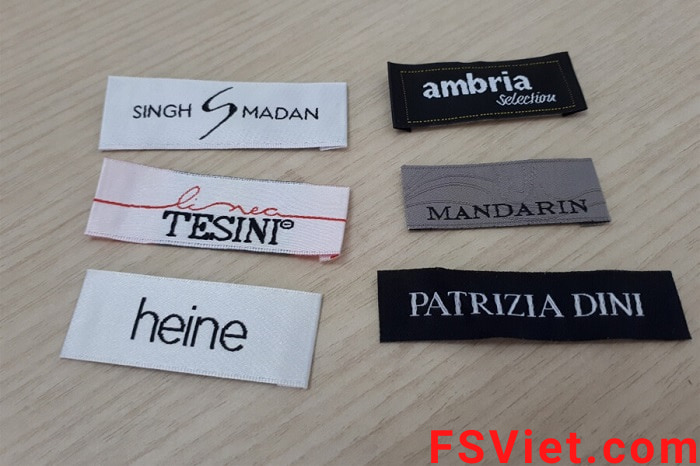 SINGH S MADAN
ambria
selection
linea
TESINI
MANDARIN
heine
PATRIZIA DINI
FSViet.com